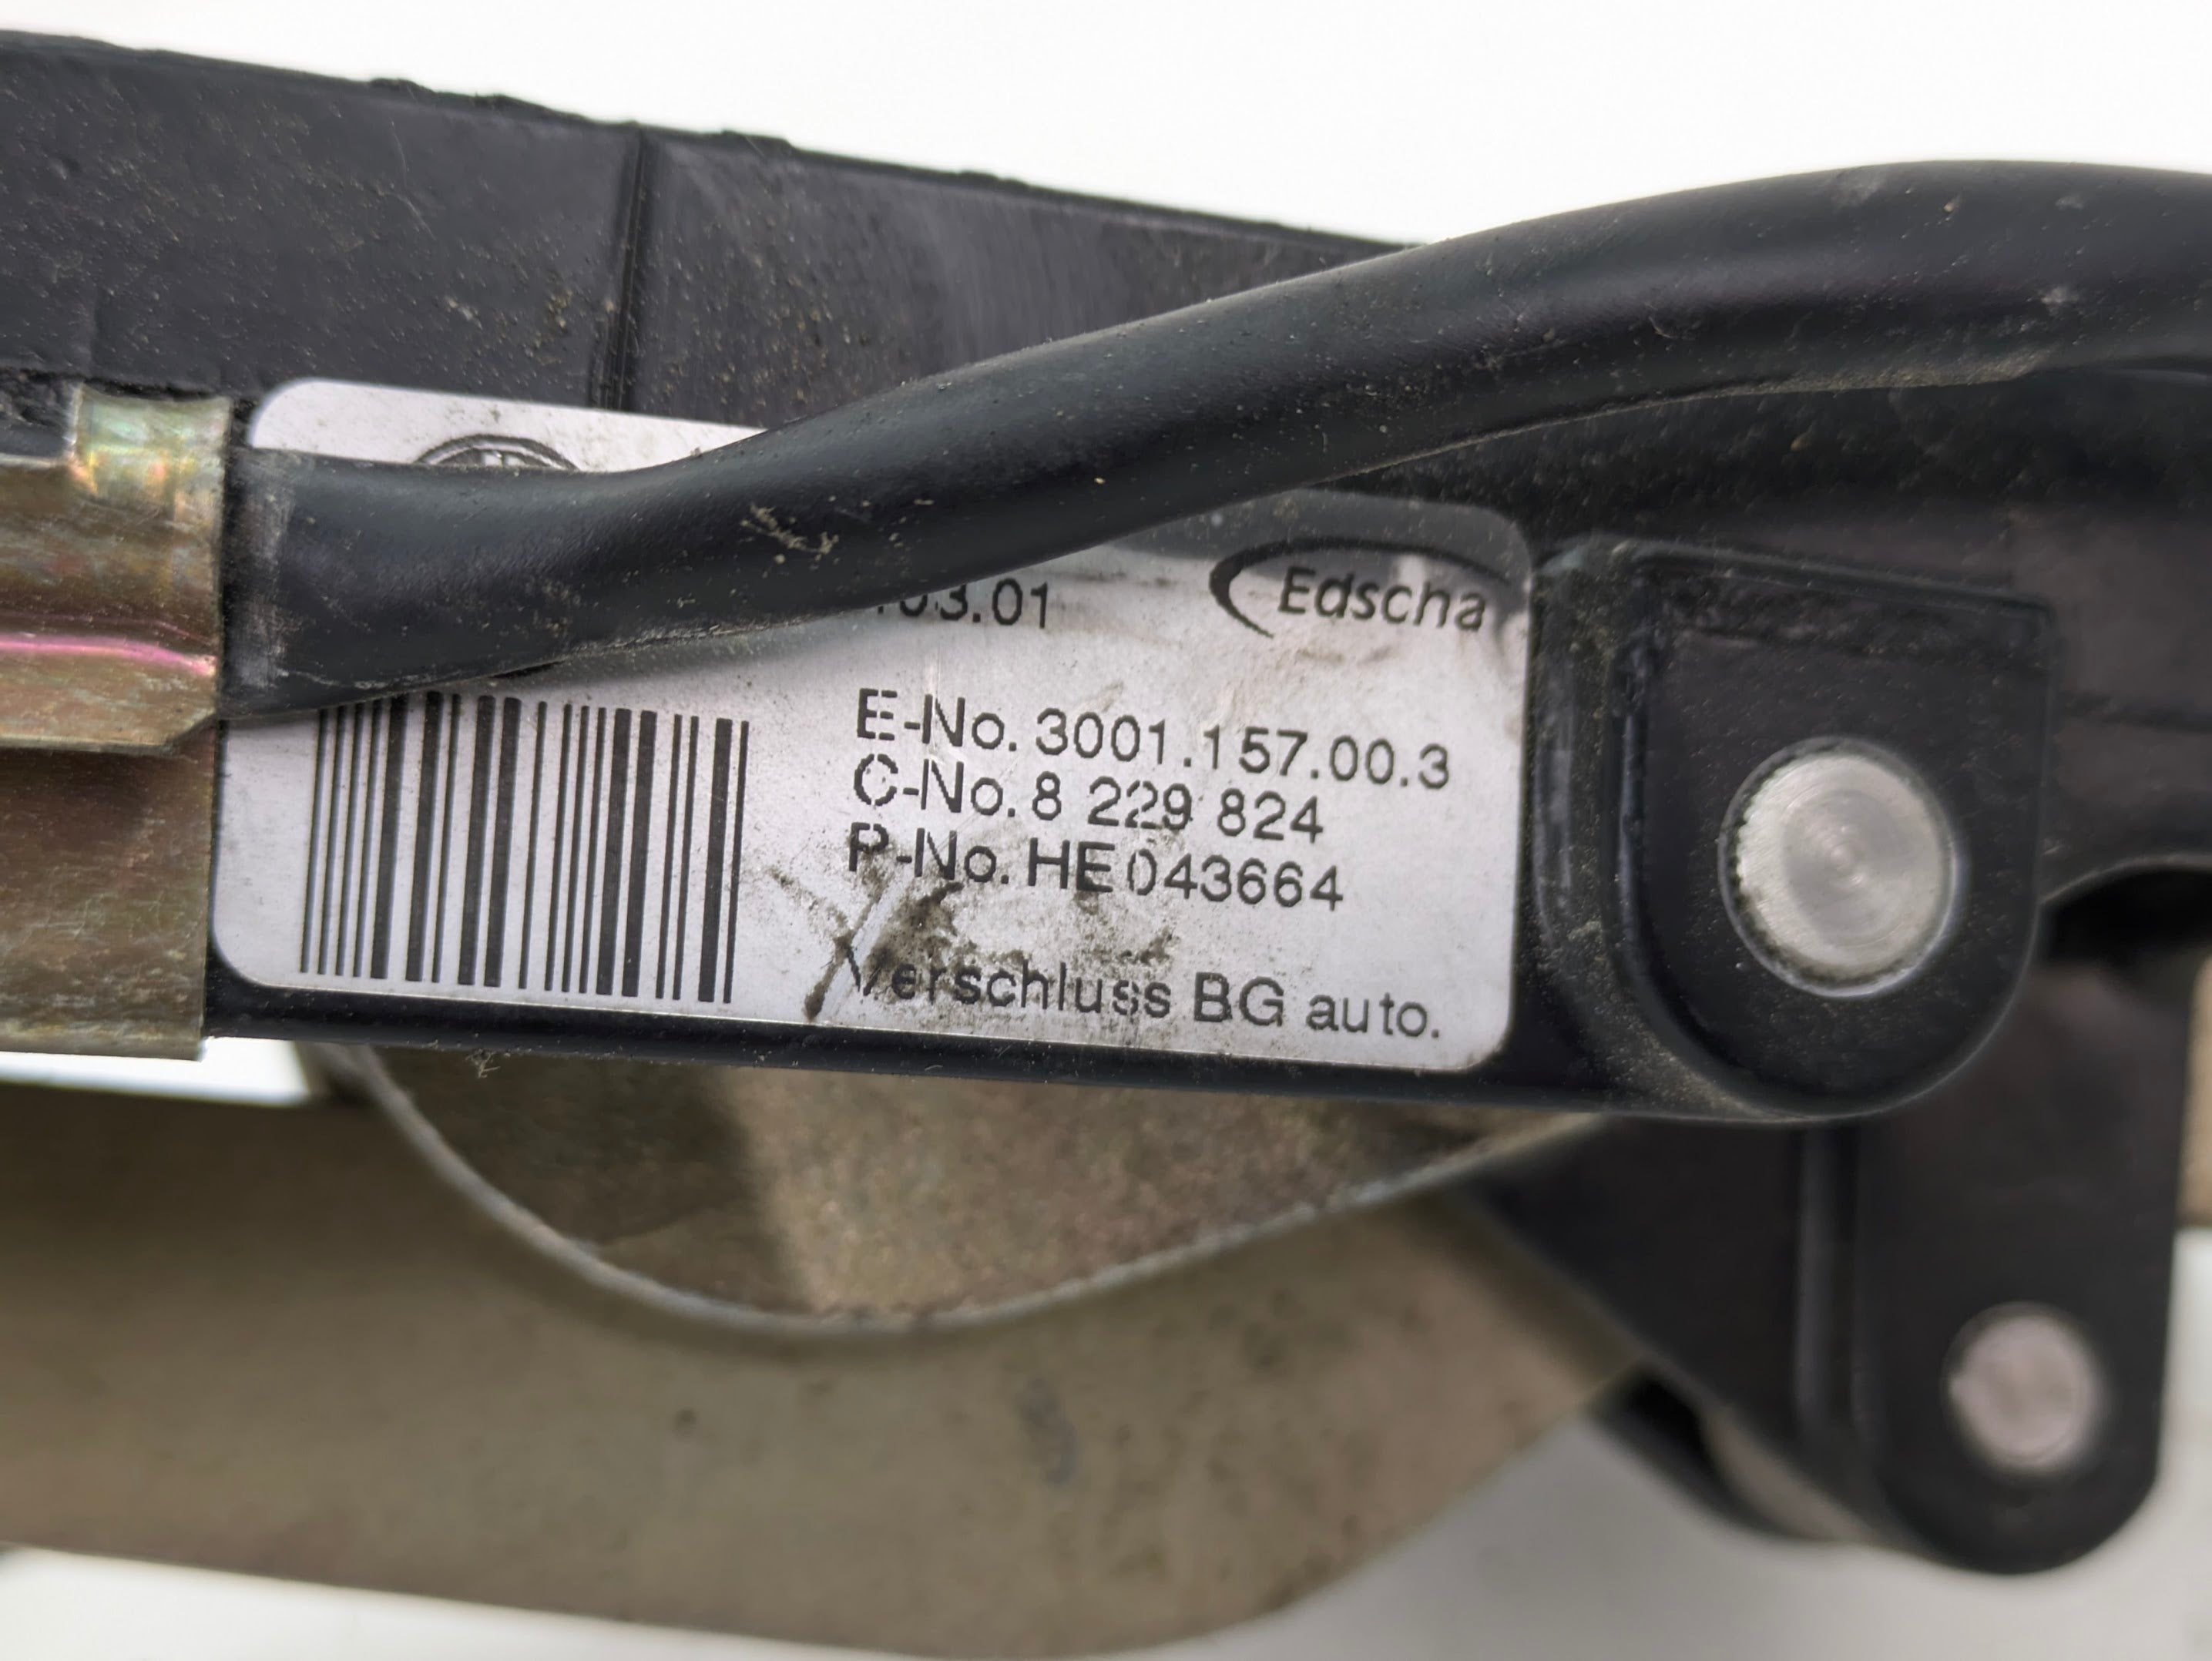 .03.01
Edscha
E-No. 3001.157.00.3
C-No. 8 229 824
P-No. HE043664
Verschluss BG auto.